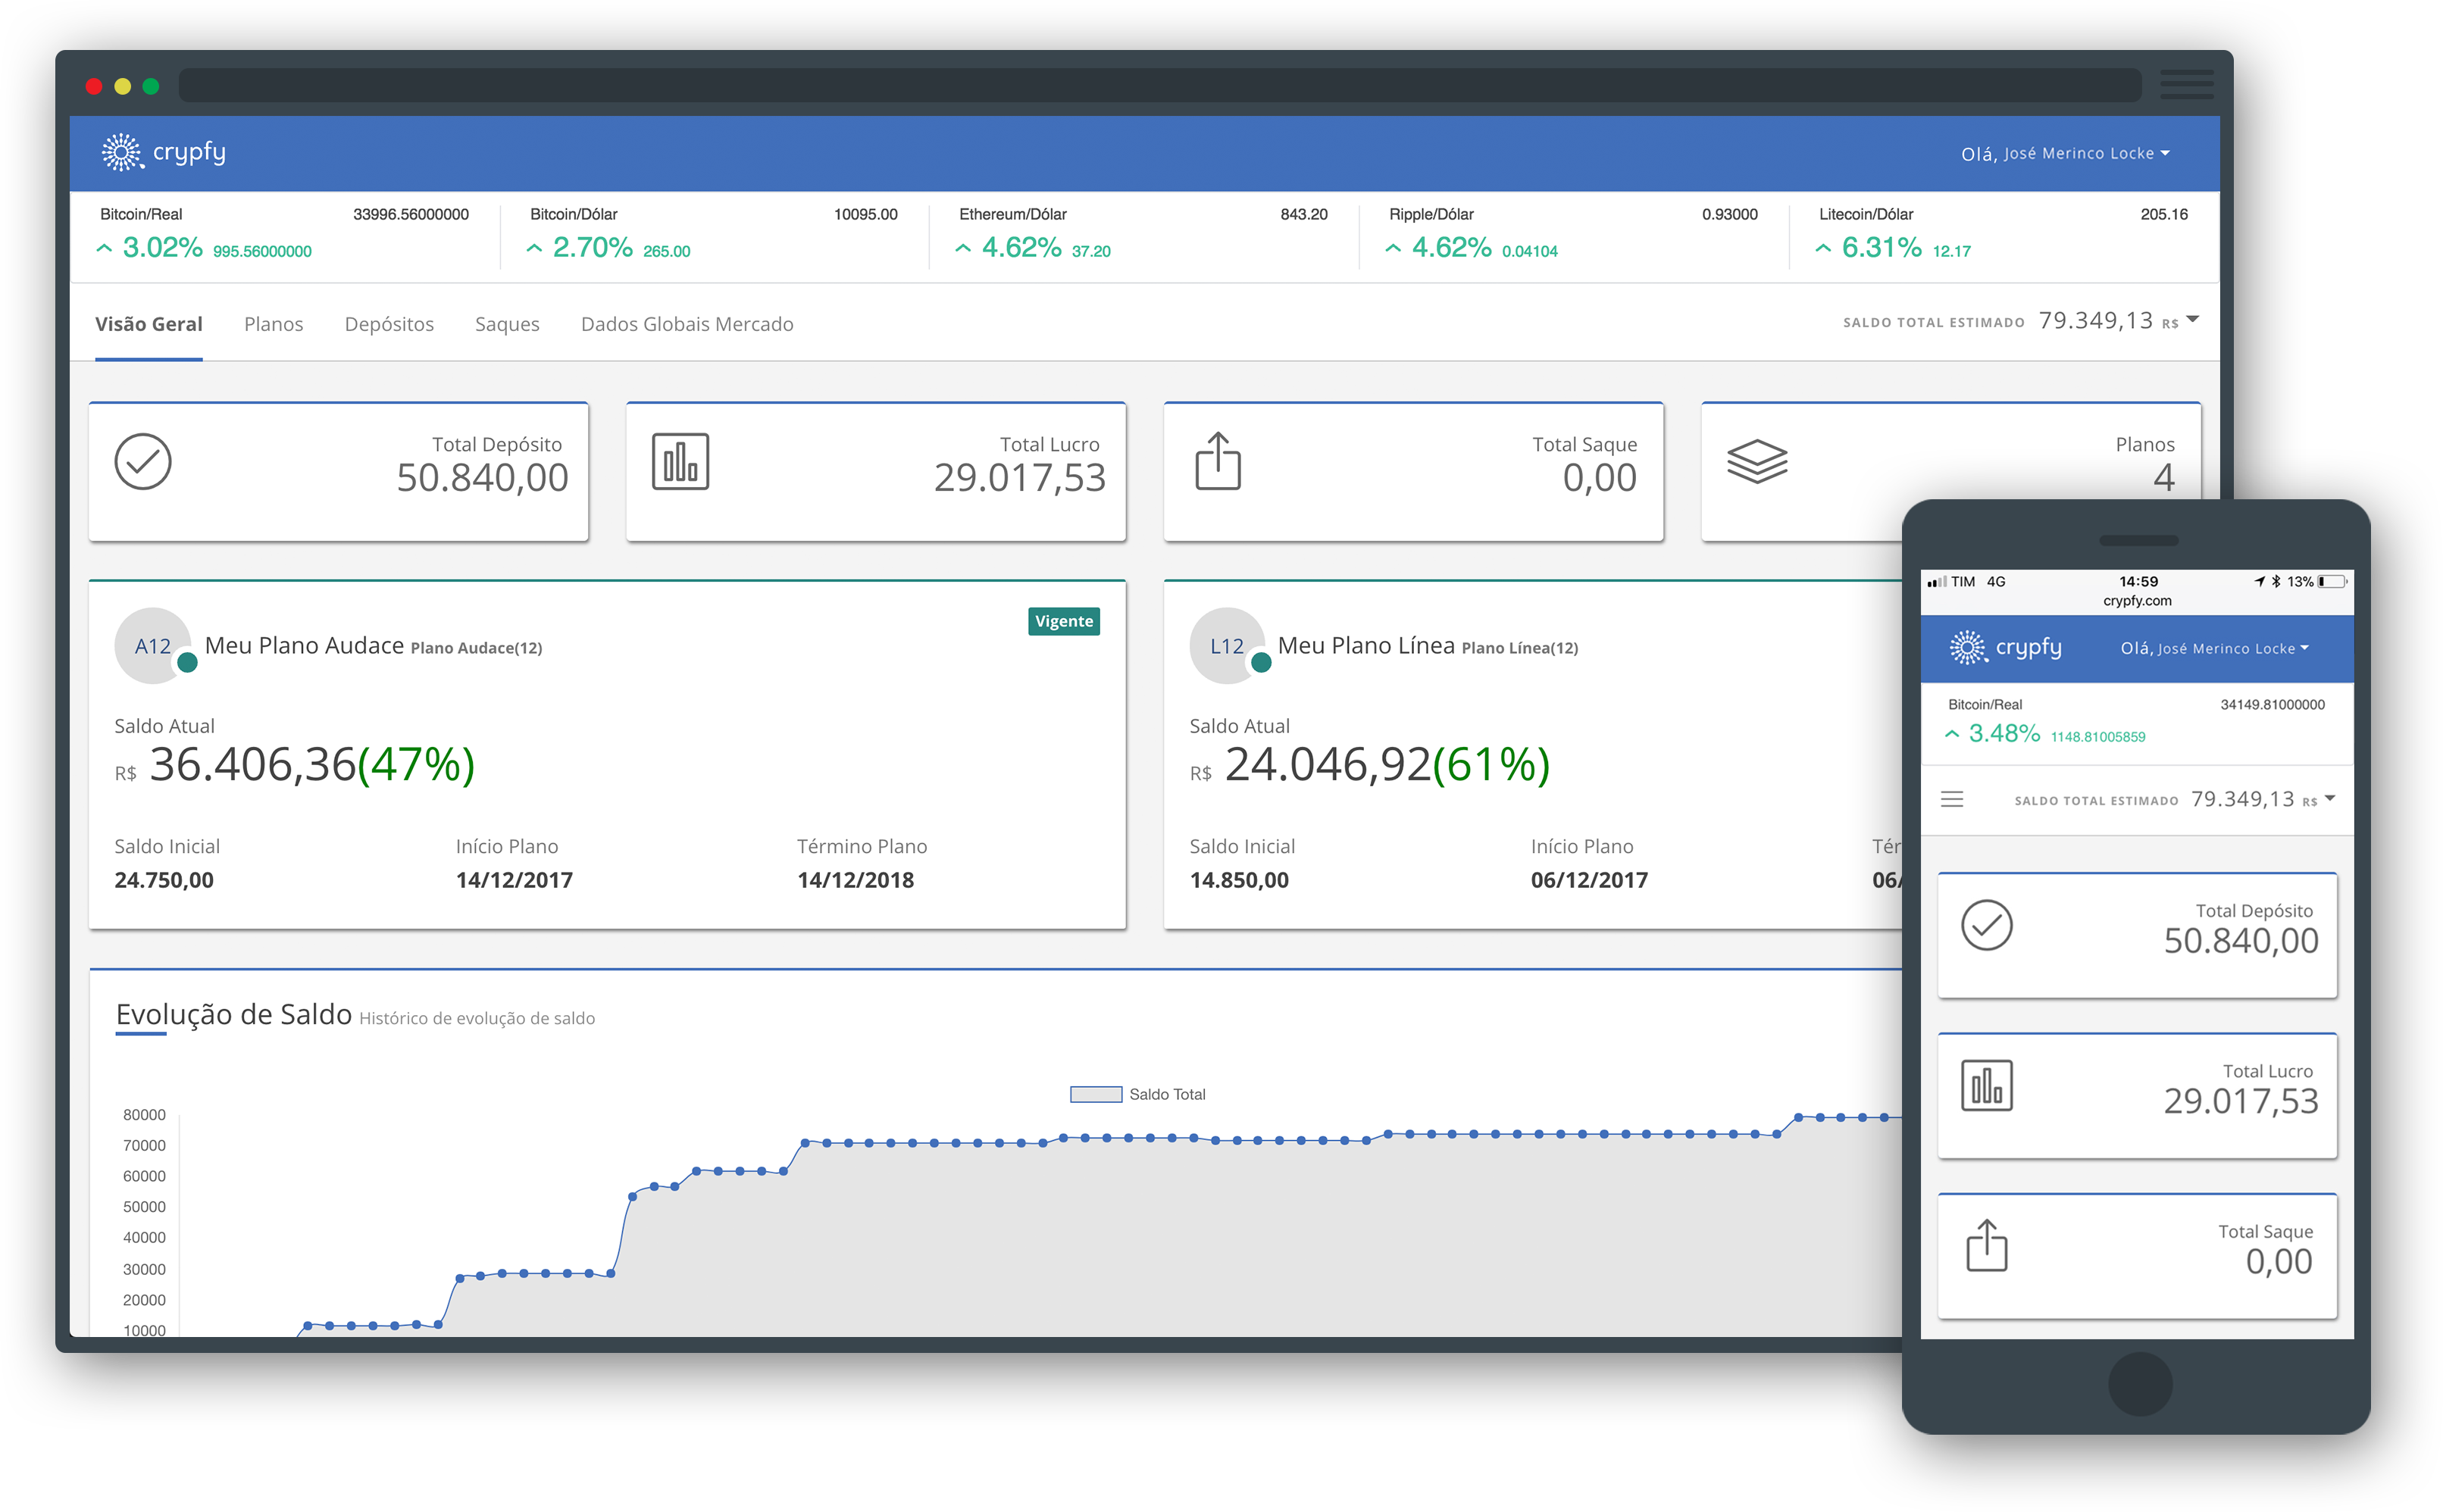 crypfy
Olá, José Merinco Locke
Bitcoin/Real 33996.56000000
3.02% 995.56000000
Bitcoin/Dólar 10095.00
2.70% 265.00
Ethereum/Dólar 843.20
4.62% 37.20
Ripple/Dólar 0.93000
4.62% 0.04104
Litecoin/Dólar 205.16
6.31% 12.17
Visão Geral Planos Depósitos Saques Dados Globais Mercado
SALDO TOTAL ESTIMADO 79.349,13 R$
Total Depósito
50.840,00
Total Lucro
29.017,53
Total Saque
0,00
Planos
4
A12 Meu Plano Audace Plano Audace(12)
Vigente
Saldo Atual
R$ 36.406,36(47%)
Saldo Inicial Início Plano Término Plano
24.750,00 14/12/2017 14/12/2018
L12 Meu Plano Línea Plano Línea(12)
Saldo Atual
R$ 24.046,92(61%)
Saldo Inicial Início Plano Tér
14.850,00 06/12/2017 06/
Evolução de Saldo Histórico de evolução de saldo
Saldo Total
80000
70000
60000
50000
40000
30000
20000
10000
TIM 4G 14:59 13%
crypfy.com
crypfy Olá, José Merinco Locke
Bitcoin/Real 34149.81000000
3.48% 1148.81005859
SALDO TOTAL ESTIMADO 79.349,13 R$
Total Depósito
50.840,00
Total Lucro
29.017,53
Total Saque
0,00